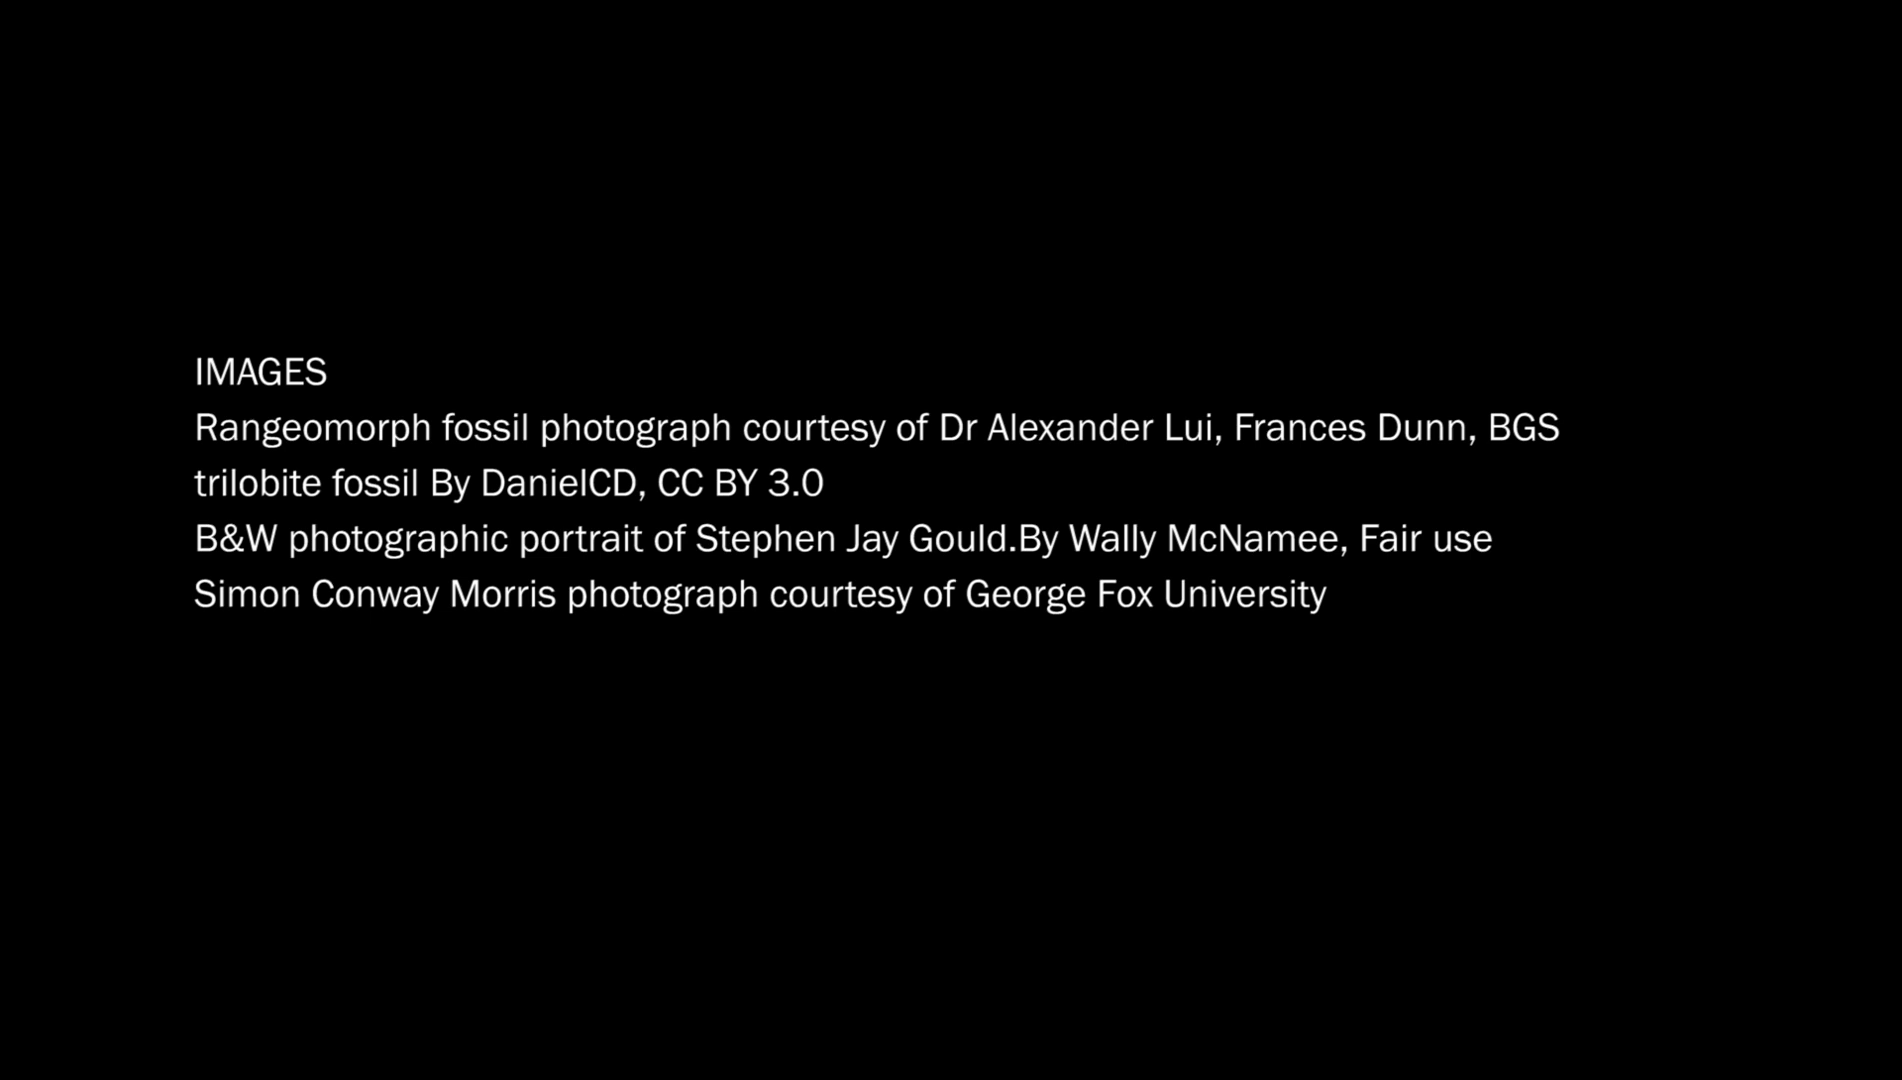 IMAGES
Rangeomorph fossil photograph courtesy of Dr Alexander Lui, Frances Dunn, BGS
trilobite fossil By DanielCD, CC BY 3.0
B&W photographic portrait of Stephen Jay Gould.By Wally McNamee, Fair use
Simon Conway Morris photograph courtesy of George Fox University